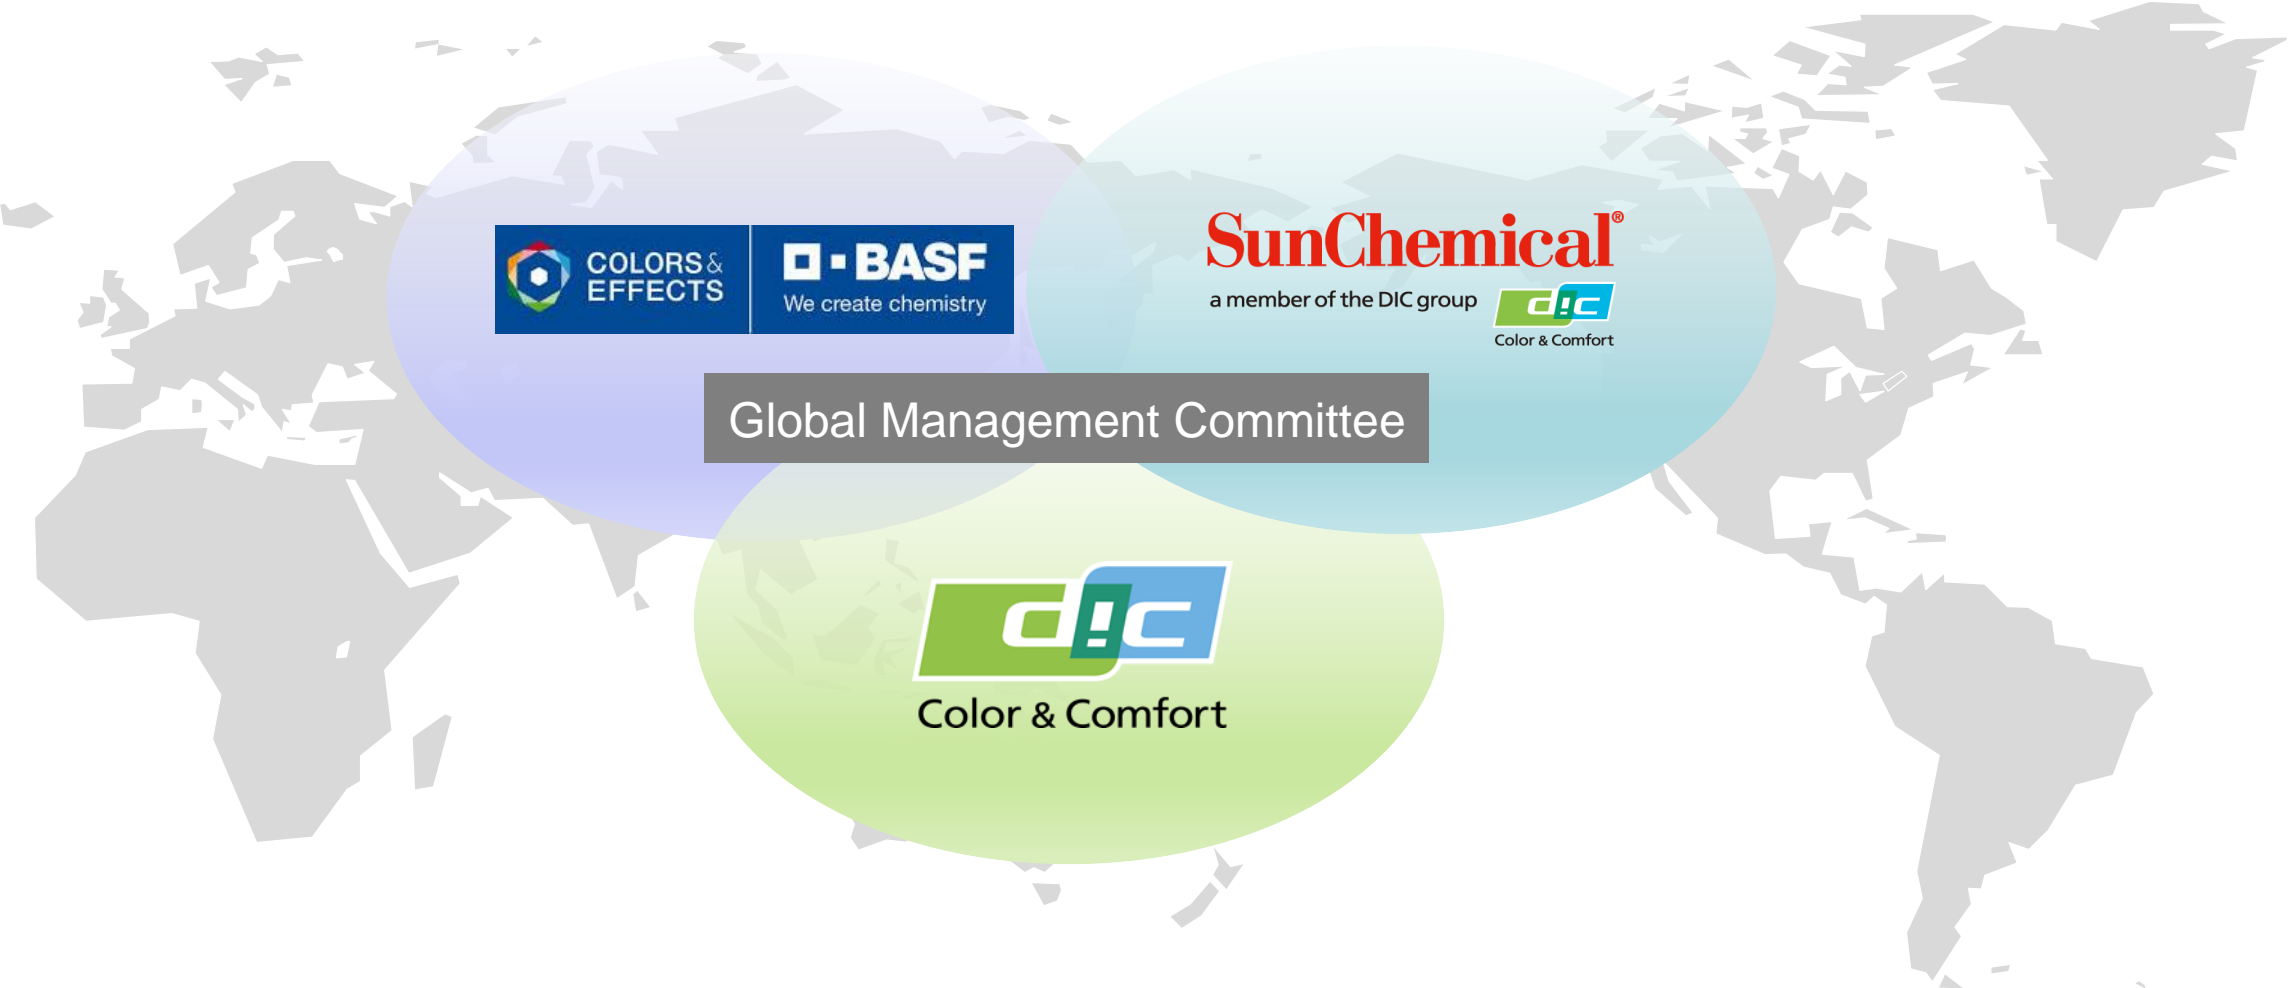 COLORS &
EFFECTS
BASF
We create chemistry
SunChemical®
a member of the DIC group
dic
Color & Comfort
Global Management Committee
dic
Color & Comfort